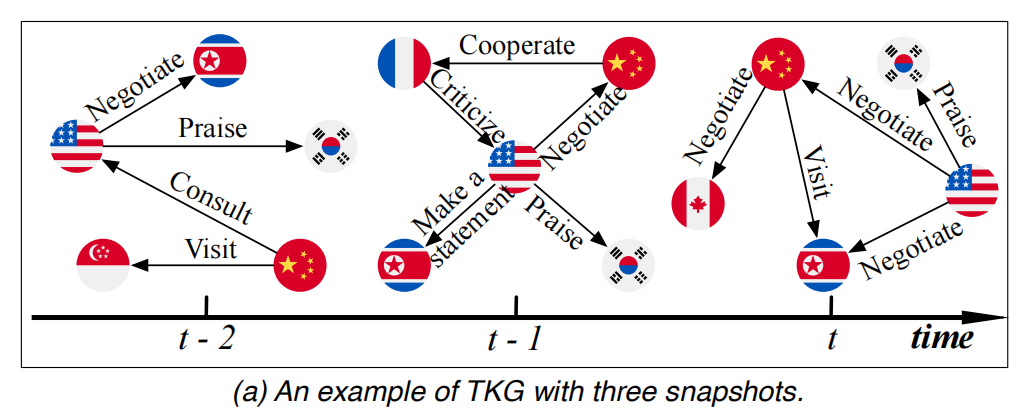 Negotiate
Praise
Consult
Visit
t - 2
Cooperate
Criticize
Negotiate
Make a
statement
Praise
t - 1
Negotiate
Visit
Negotiate
Praise
Negotiate
t
time
(a) An example of TKG with three snapshots.